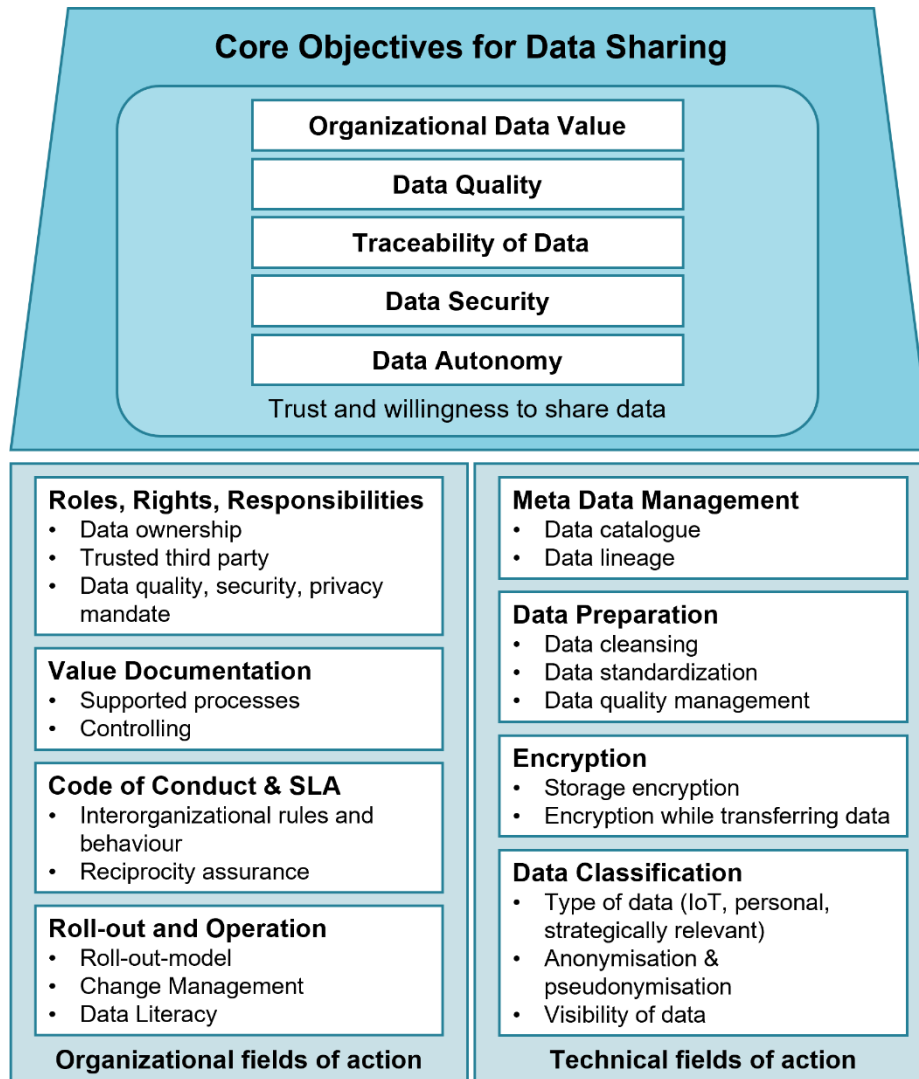 Core Objectives for Data Sharing
Organizational Data Value
Data Quality
Traceability of Data
Data Security
Data Autonomy
Trust and willingness to share data
Roles, Rights, Responsibilities
• Data ownership
• Trusted third party
• Data quality, security, privacy
mandate
Value Documentation
• Supported processes
• Controlling
Code of Conduct & SLA
• Interorganizational rules and
behaviour
• Reciprocity assurance
Roll-out and Operation
• Roll-out-model
• Change Management
• Data Literacy
Organizational fields of action
Meta Data Management
• Data catalogue
• Data lineage
Data Preparation
• Data cleansing
• Data standardization
• Data quality management
Encryption
• Storage encryption
• Encryption while transferring data
Data Classification
• Type of data (IoT, personal,
strategically relevant)
• Anonymisation &
pseudonymisation
• Visibility of data
Technical fields of action